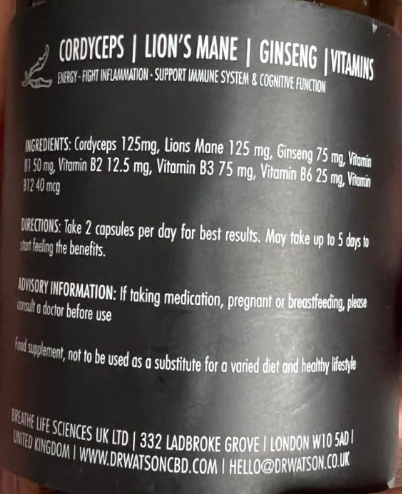 CORDYCEPS | LION'S MANE | GINSENG | VITAMINS
ENERGY - FIGHT INFLAMMATION - SUPPORT IMMUNE SYSTEM & COGNITIVE FUNCTION
INGREDIENTS: Cordyceps 125mg, Lions Mane 125 mg, Ginseng 75 mg, Vitamin
B1 50 mg, Vitamin B2 12.5 mg, Vitamin B3 75 mg, Vitamin B6 25 mg, Vitamin
B12 40 mcg
DIRECTIONS: Take 2 capsules per day for best results. May take up to 5 days to
start feeling the benefits.
ADVISORY INFORMATION: If taking medication, pregnant or breastfeeding, please
consult a doctor before use
Food supplement, not to be used as a substitute for a varied diet and healthy lifestyle
BREATHE LIFE SCIENCES UK LTD | 332 LADBROKE GROVE | LONDON W10 5AD |
UNITED KINGDOM | WWW.DRWATSONCBD.COM | HELLO@DRWATSON.CO.UK